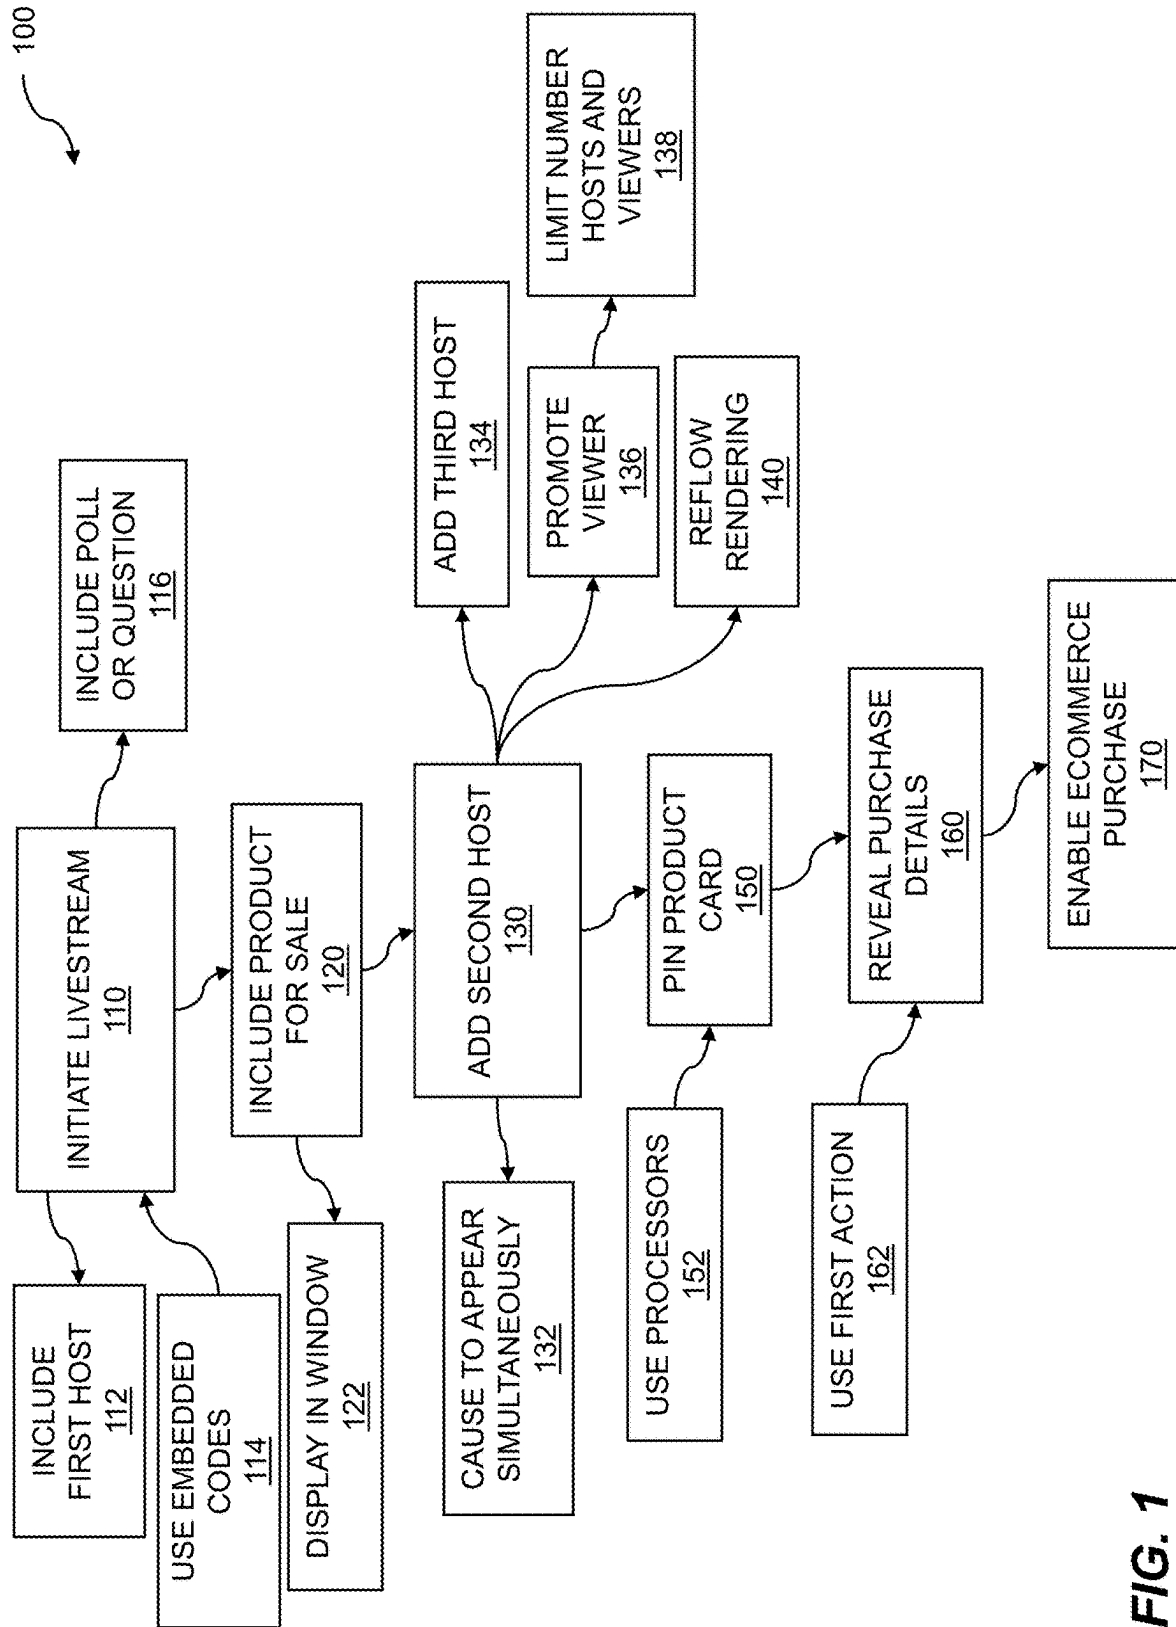 100
INITIATE LIVESTREAM
110
INCLUDE
FIRST HOST
112
USE EMBEDDED
CODES
114
INCLUDE POLL
OR QUESTION
116
INCLUDE PRODUCT
FOR SALE
120
DISPLAY IN WINDOW
122
ADD SECOND HOST
130
CAUSE TO APPEAR
SIMULTANEOUSLY
132
ADD THIRD HOST
134
PROMOTE
VIEWER
136
LIMIT NUMBER
HOSTS AND
VIEWERS
138
REFLOW
RENDERING
140
PIN PRODUCT
CARD
150
USE PROCESSORS
152
REVEAL PURCHASE
DETAILS
160
USE FIRST ACTION
162
ENABLE ECOMMERCE
PURCHASE
170
FIG. 1